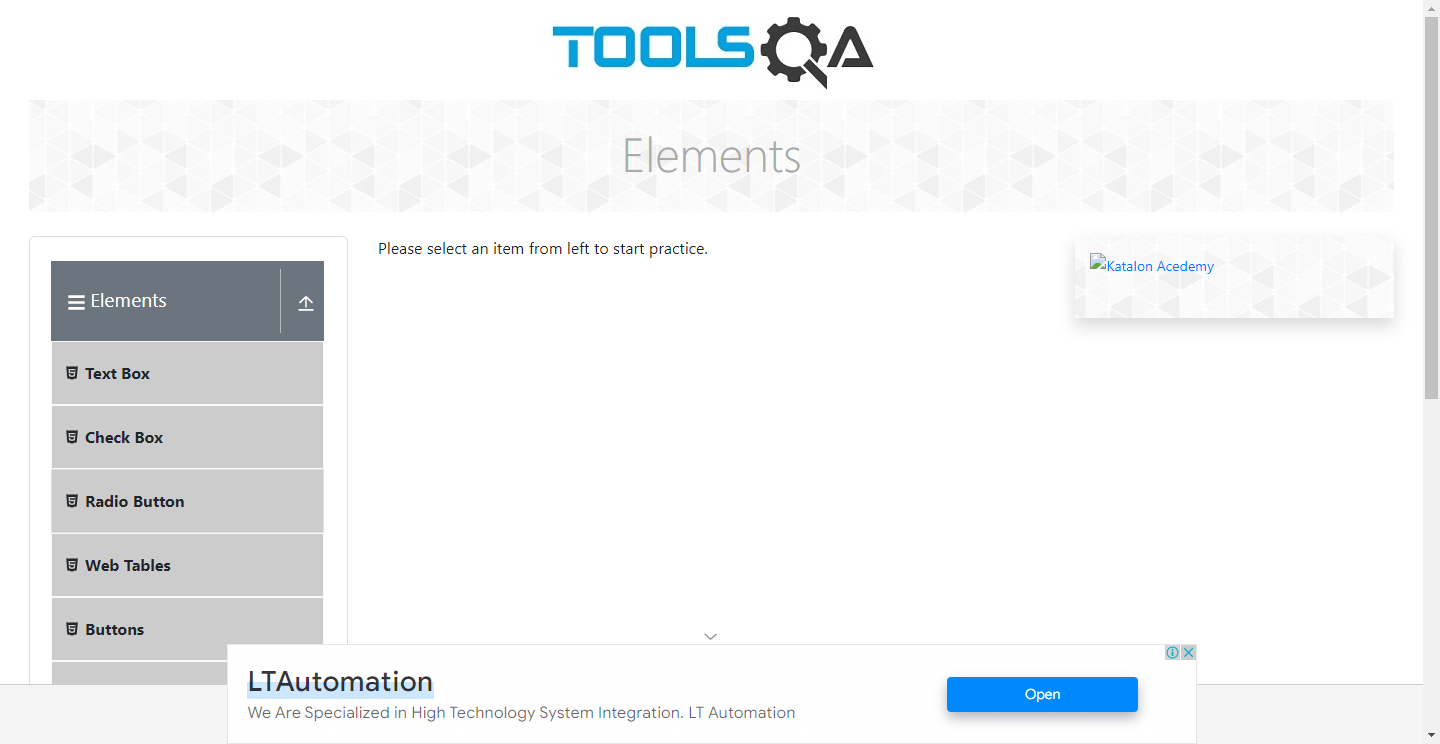 TOOLSQA
Elements
Please select an item from left to start practice.
Katalon Acedemy
Elements
Text Box
Check Box
Radio Button
Web Tables
Buttons
LTAutomation
We Are Specialized in High Technology System Integration. LT Automation
Open